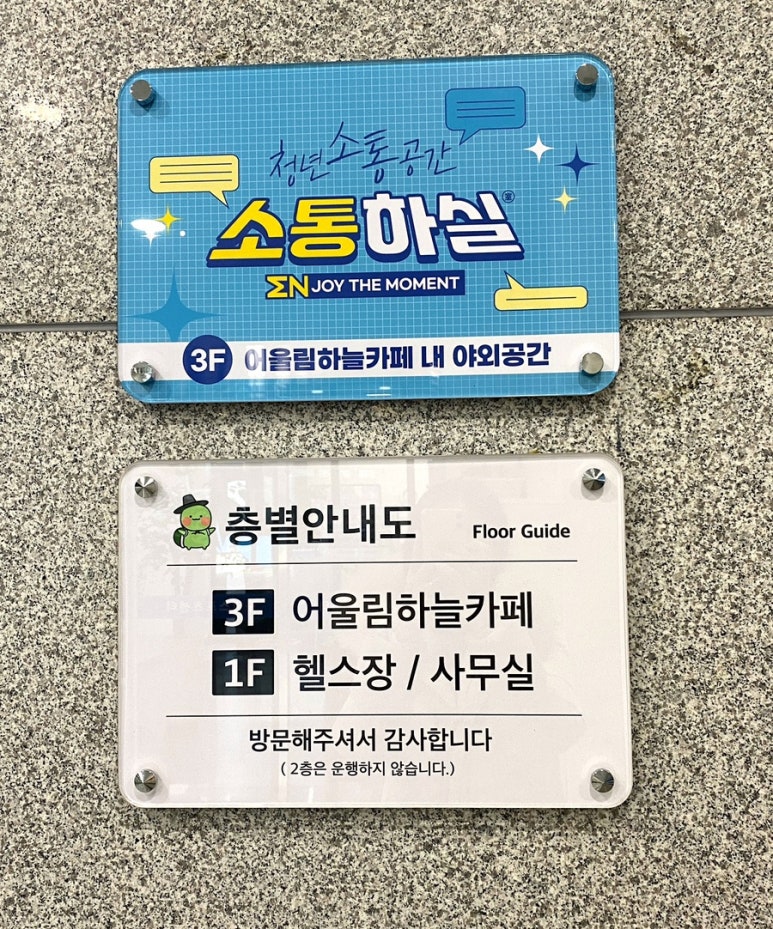 청년소통공간
소통하실
ΣNJOY THE MOMENT
3F 어울림하늘카페 내 야외공간
층별안내도 Floor Guide
3F 어울림하늘카페
1F 헬스장 / 사무실
방문해주셔서 감사합니다
( 2층은 운행하지 않습니다.)